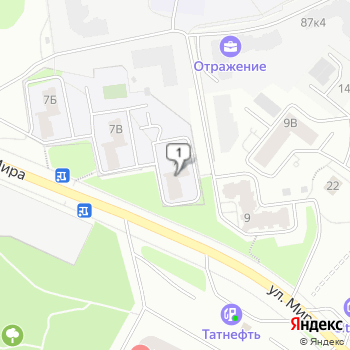 87к4
Отражение
14
7Б
7В
9В
1
Мира
22
9
ул. Мира
Татнефть
Яндекс